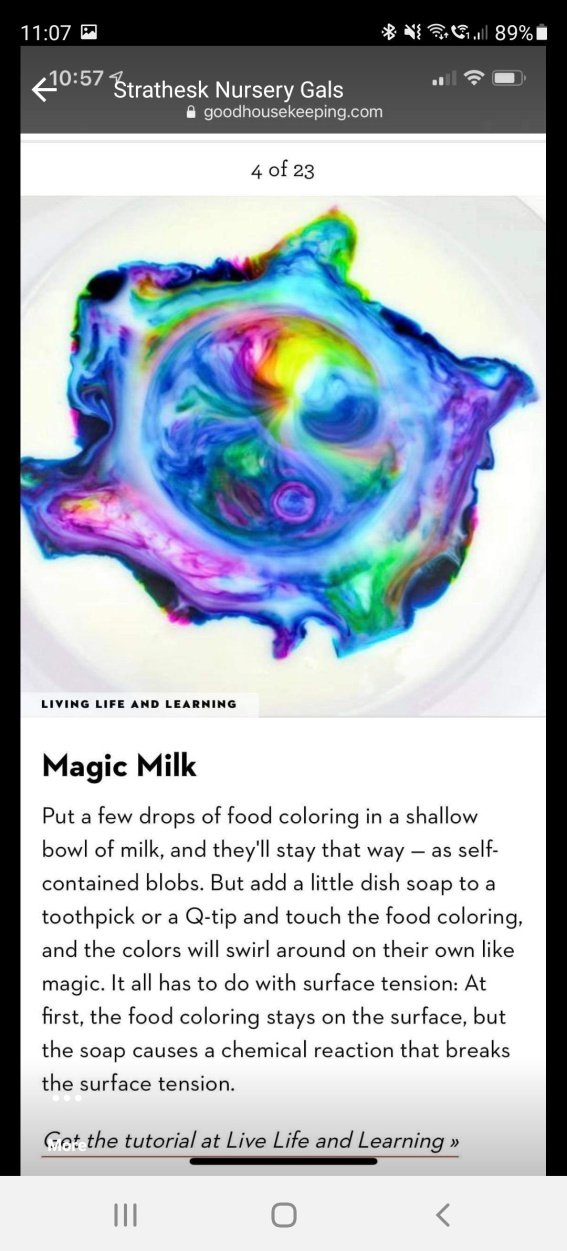 11:07 89%
10:57 Strathesk Nursery Gals
goodhousekeeping.com
4 of 23
LIVING LIFE AND LEARNING
Magic Milk
Put a few drops of food coloring in a shallow
bowl of milk, and they'll stay that way — as self-
contained blobs. But add a little dish soap to a
toothpick or a Q-tip and touch the food coloring,
and the colors will swirl around on their own like
magic. It all has to do with surface tension: At
first, the food coloring stays on the surface, but
the soap causes a chemical reaction that breaks
the surface tension.
Get the tutorial at Live Life and Learning »
More